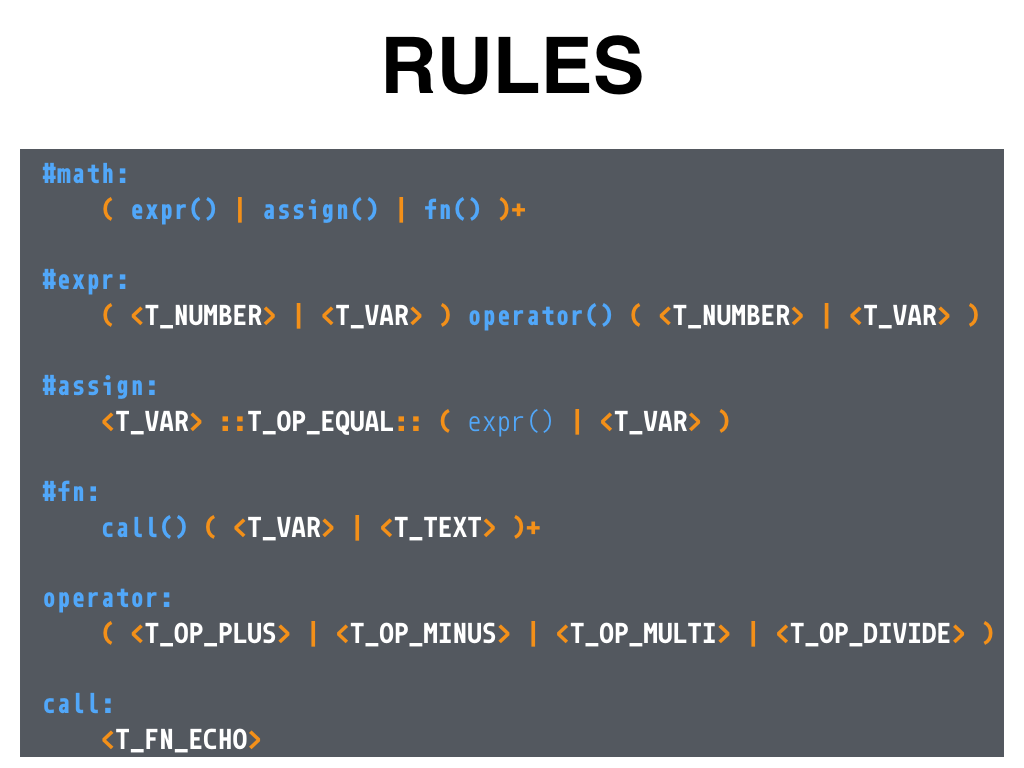 RULES
#math:
( expr() | assign() | fn() )+
#expr:
( <T_NUMBER> | <T_VAR> ) operator() ( <T_NUMBER> | <T_VAR> )
#assign:
<T_VAR> ::T_OP_EQUAL:: ( expr() | <T_VAR> )
#fn:
call() ( <T_VAR> | <T_TEXT> )+
operator:
( <T_OP_PLUS> | <T_OP_MINUS> | <T_OP_MULTI> | <T_OP_DIVIDE> )
call:
<T_FN_ECHO>